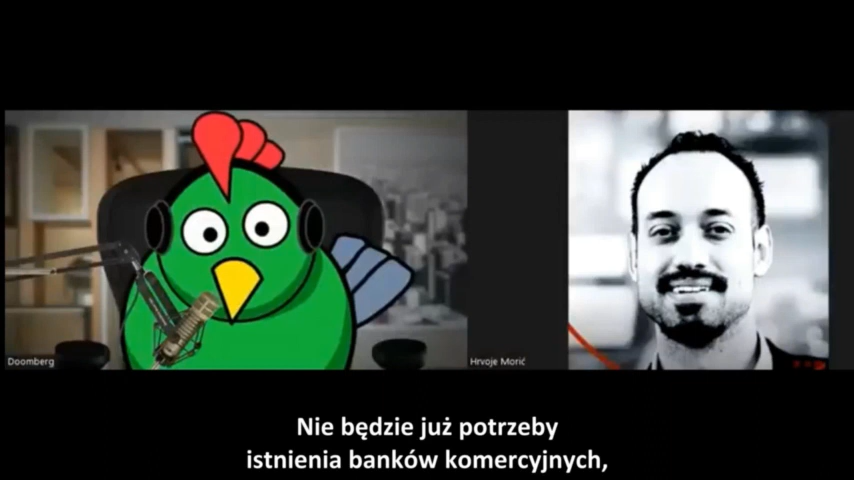 Doomberg
Hrvoje Morić
Nie będzie już potrzeby
istnienia banków komercyjnych,